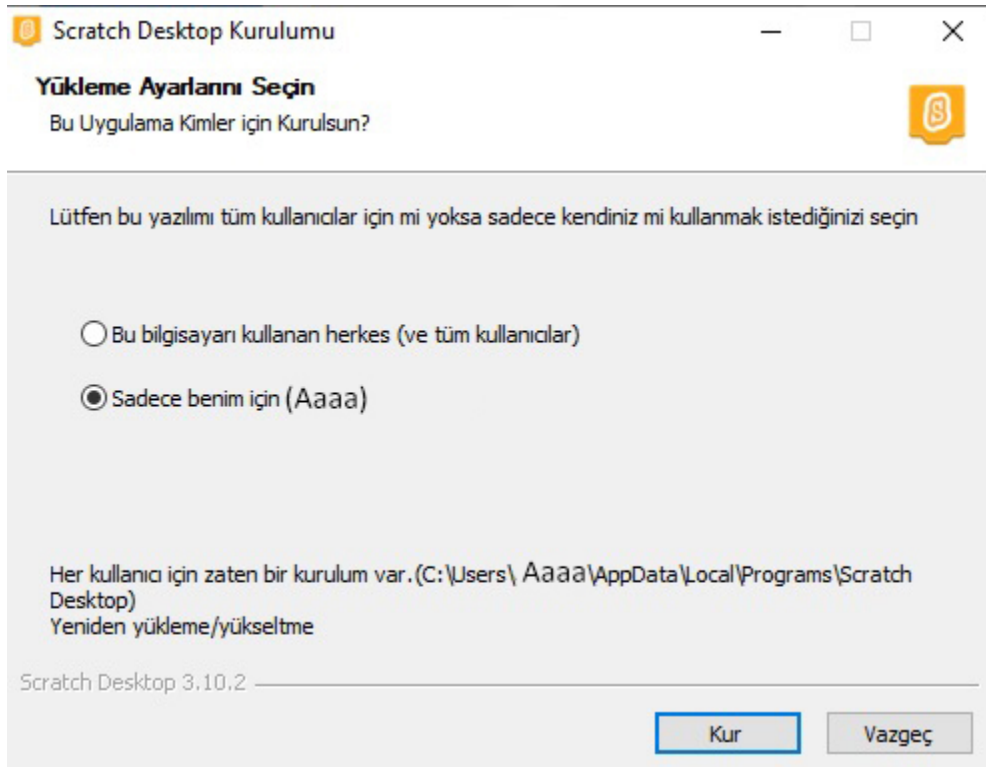 Scratch Desktop Kurulumu
Yükleme Ayarlarını Seçin
Bu Uygulama Kimler için Kurulsun?
Lütfen bu yazılımı tüm kullanıcılar için mi yoksa sadece kendiniz mi kullanmak istediğinizi seçin
Bu bilgisayarı kullanan herkes (ve tüm kullanıcılar)
Sadece benim için (Aaaa)
Her kullanıcı için zaten bir kurulum var.(C:\Users\ Aaaa\AppData\Local\Programs\Scratch
Desktop)
Yeniden yükleme/yükseltme
Scratch Desktop 3.10.2
Kur Vazgeç